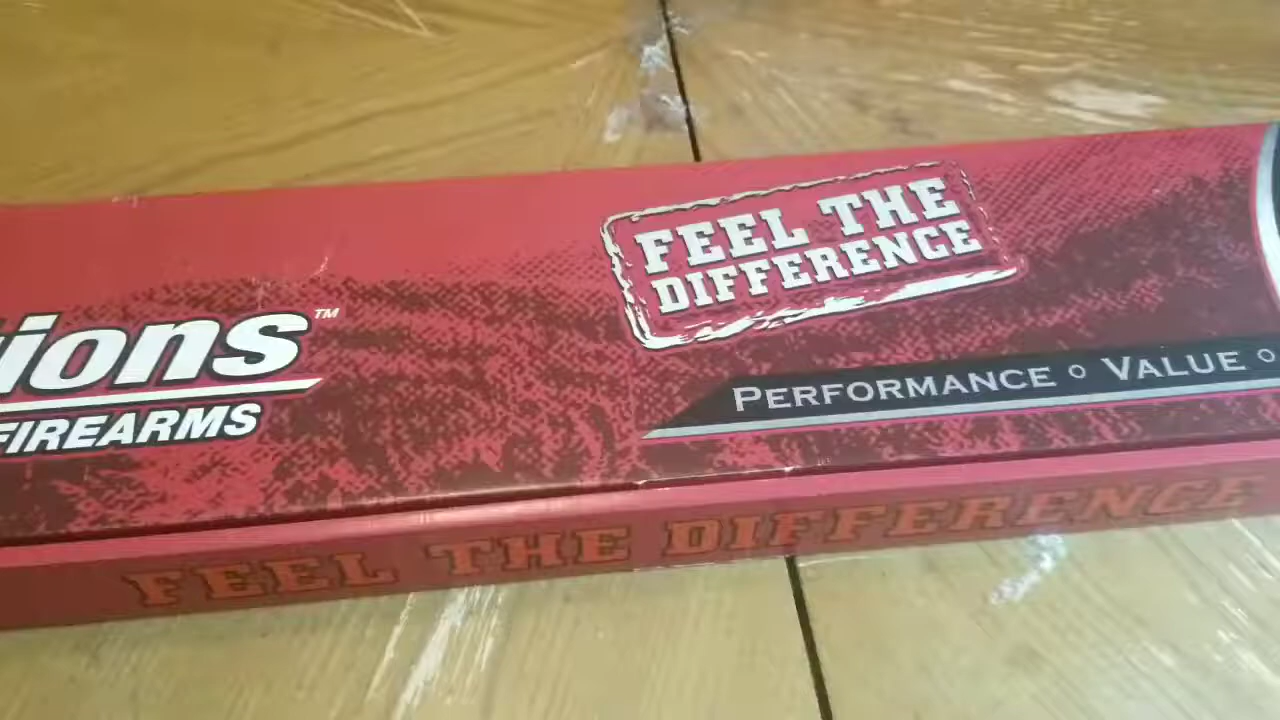 ions™
FIREARMS
FEEL THE
DIFFERENCE
PERFORMANCE ○ VALUE ○
FEEL THE DIFFERENCE